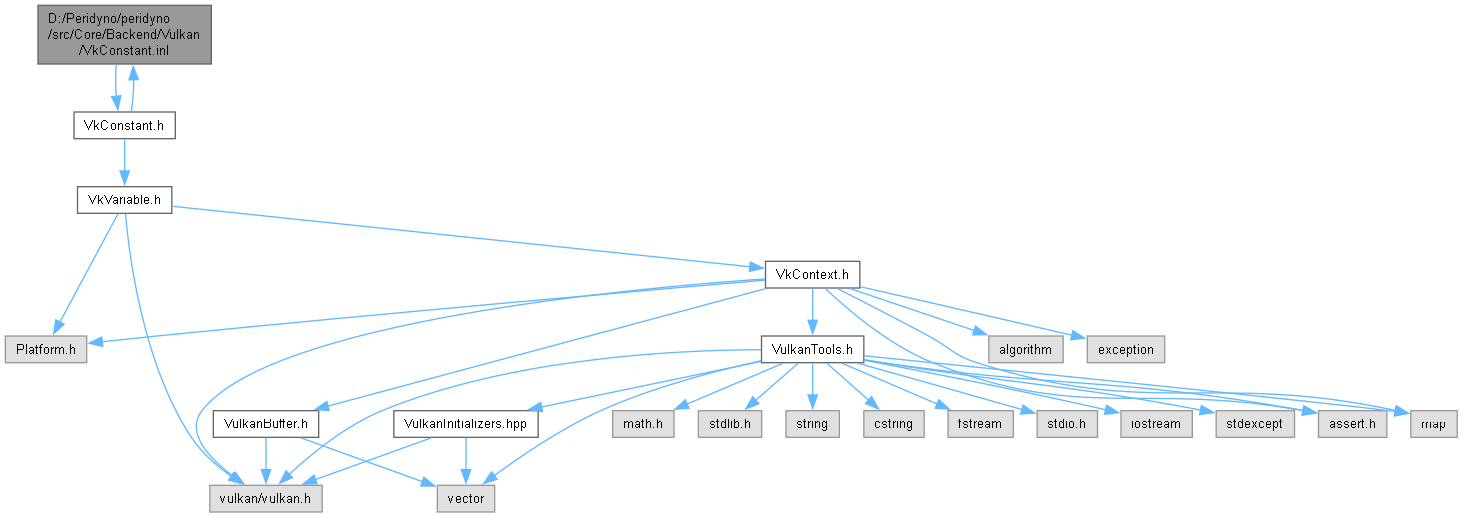 D:/Peridyno/peridyno
/src/Core/Backend/Vulkan
/VkConstant.inl
VkConstant.h
VkVariable.h
VkContext.h
Platform.h
VulkanTools.h
algorithm
exception
VulkanBuffer.h
VulkanInitializers.hpp
math.h
stdlib.h
string
cstring
fstream
stdio.h
iostream
stdexcept
assert.h
map
vulkan/vulkan.h
vector